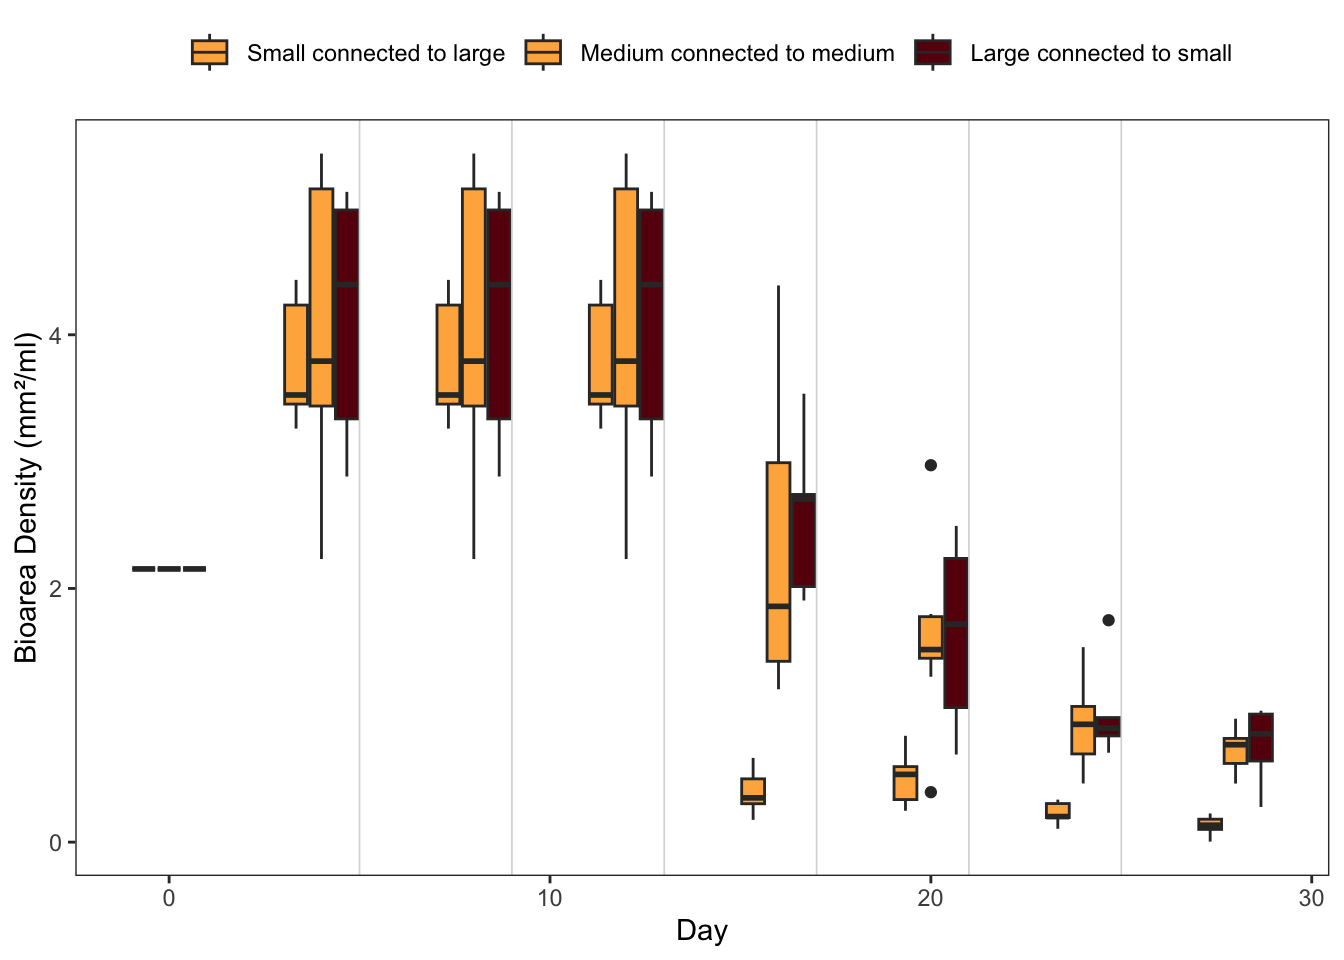 Small connected to large Medium connected to medium Large connected to small
Bioarea Density (mm²/ml)
4
2
0
0 10 20 30
Day